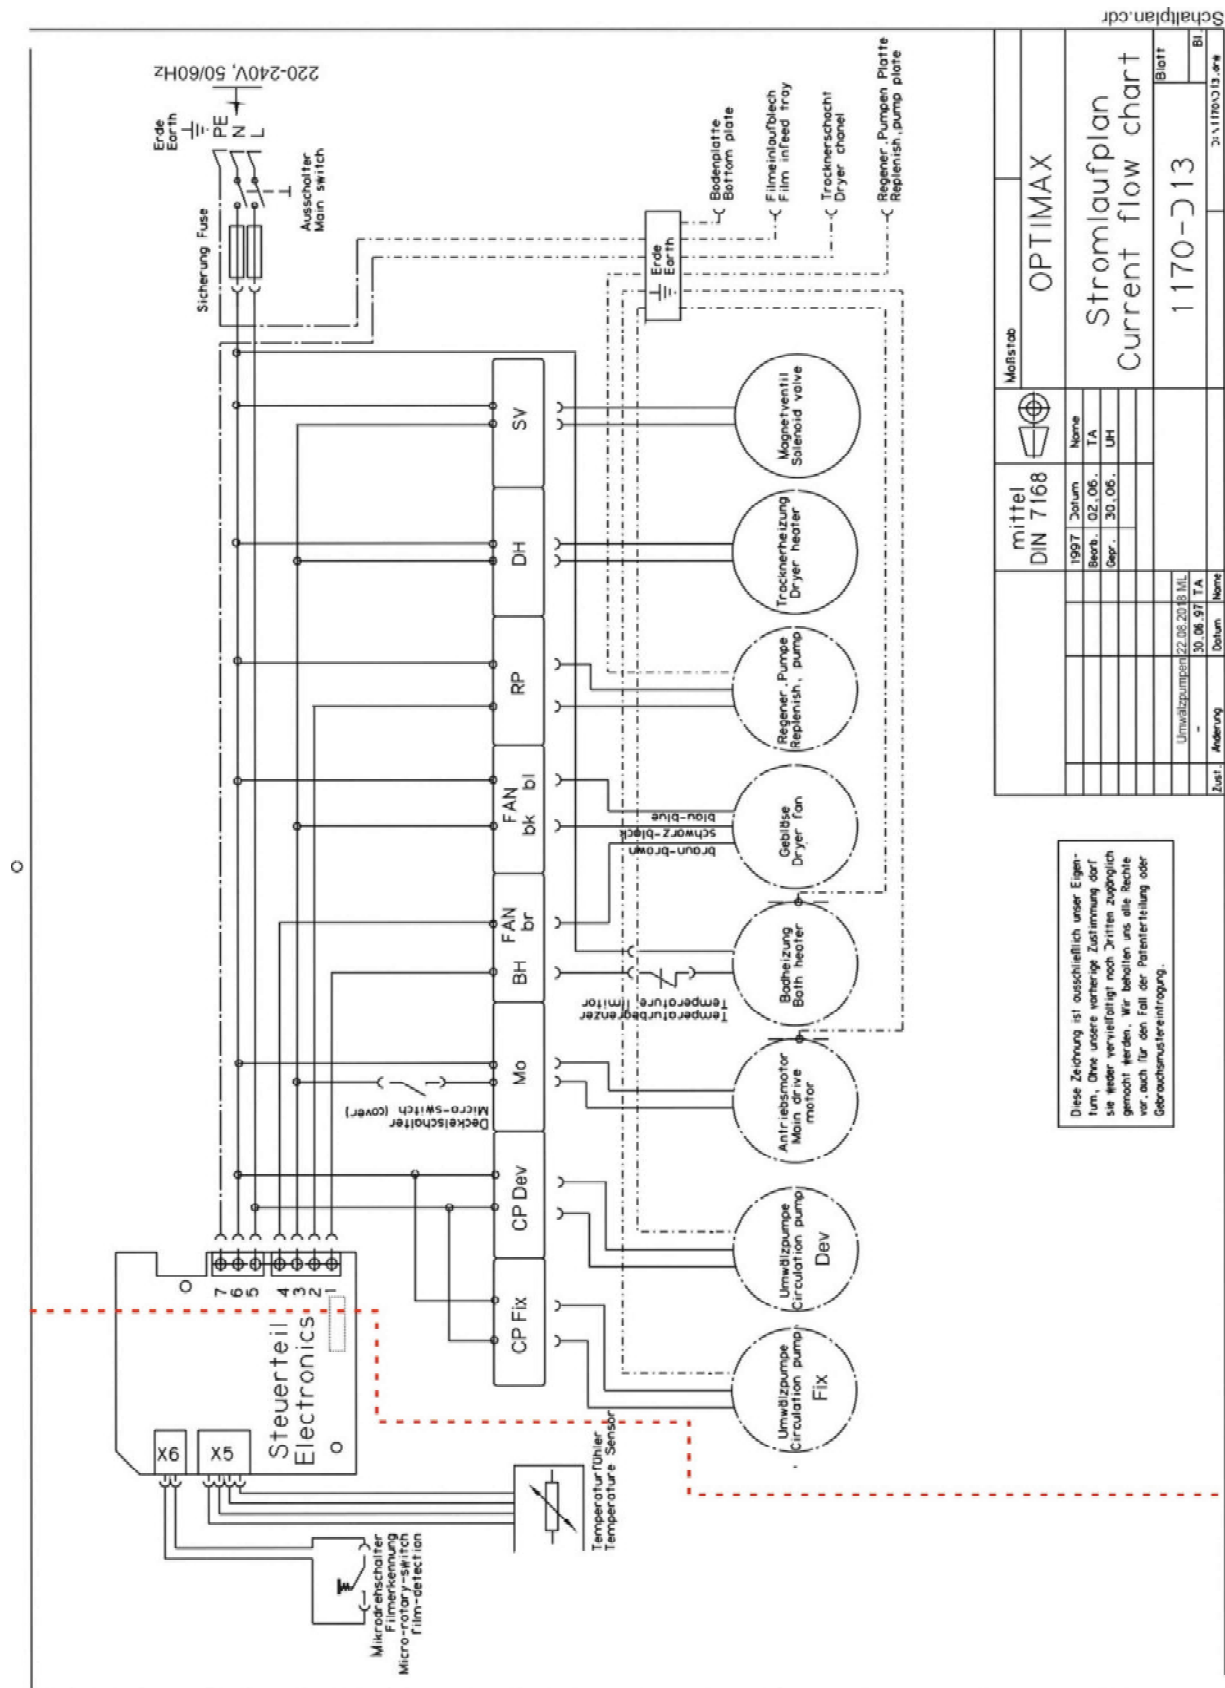 Schaltplan.cdr
220-240V, 50/60Hz
Erde
Earth
PE
N
L
Sicherung Fuse
Ausschalter
Main switch
Bodenplatte
Bottom plate
Filmeinlaufblech
Film infeed tray
Trocknerschacht
Dryer chanel
Regener.Pumpen Platte
Replenish.pump plate
Erde
Earth
Steuerteil
Electronics
7
6
5
4
3
2
1
X6
X5
Mikrodrehschalter
Filmerkennung
Micro-rotary-switch
film-detection
Temperaturfühler
Temperature Sensor
Deckelschalter
Micro-switch (cover)
CP Fix
CP Dev
Mo
BH
FAN
br
FAN
bk
bl
RP
DH
SV
Temperaturbegrenzer
Temperature limitor
braun-brown
schwarz-black
blau-blue
Umwälzpumpe
Circulation pump
Fix
Umwälzpumpe
Circulation pump
Dev
Antriebsmotor
Main drive
motor
Badheizung
Bath heater
Gebläse
Dryer fan
Regener.Pumpe
Replenish. pump
Trocknerheizung
Dryer heater
Magnetventil
Solenoid valve
Diese Zeichnung ist ausschließlich unser Eigen-
tum. Ohne unsere vorherige Zustimmung darf
sie weder vervielfältigt noch Dritten zugänglich
gemacht werden. Wir behalten uns alle Rechte
vor, auch für den Fall der Patenterteilung oder
Gebrauchsmustereintragung.
mittel
DIN 7168
Maßstab
OPTIMAX
1997 Datum Name
Bearb. 02.06. TA
Gepr. 30.06. UH
Stromlaufplan
Current flow chart
1170-D13
Blatt
Bl.
Umwälzpumpen 22.08.2018 ML
- 30.06.97 TA
Zust. Änderung Datum Name
D:\1170\D13.drw